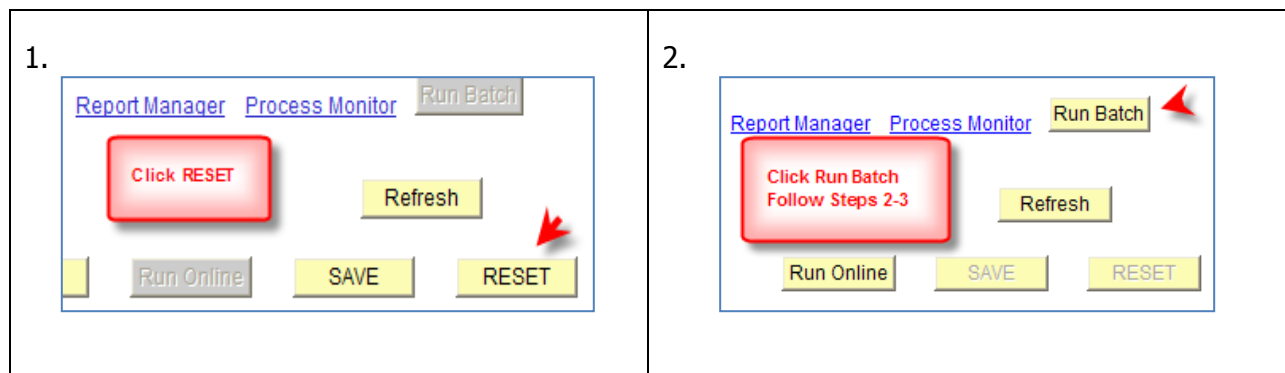 1.
Report Manager Process Monitor Run Batch
Click RESET
Refresh
Run Online SAVE RESET
2.
Report Manager Process Monitor Run Batch
Click Run Batch
Follow Steps 2-3
Refresh
Run Online SAVE RESET